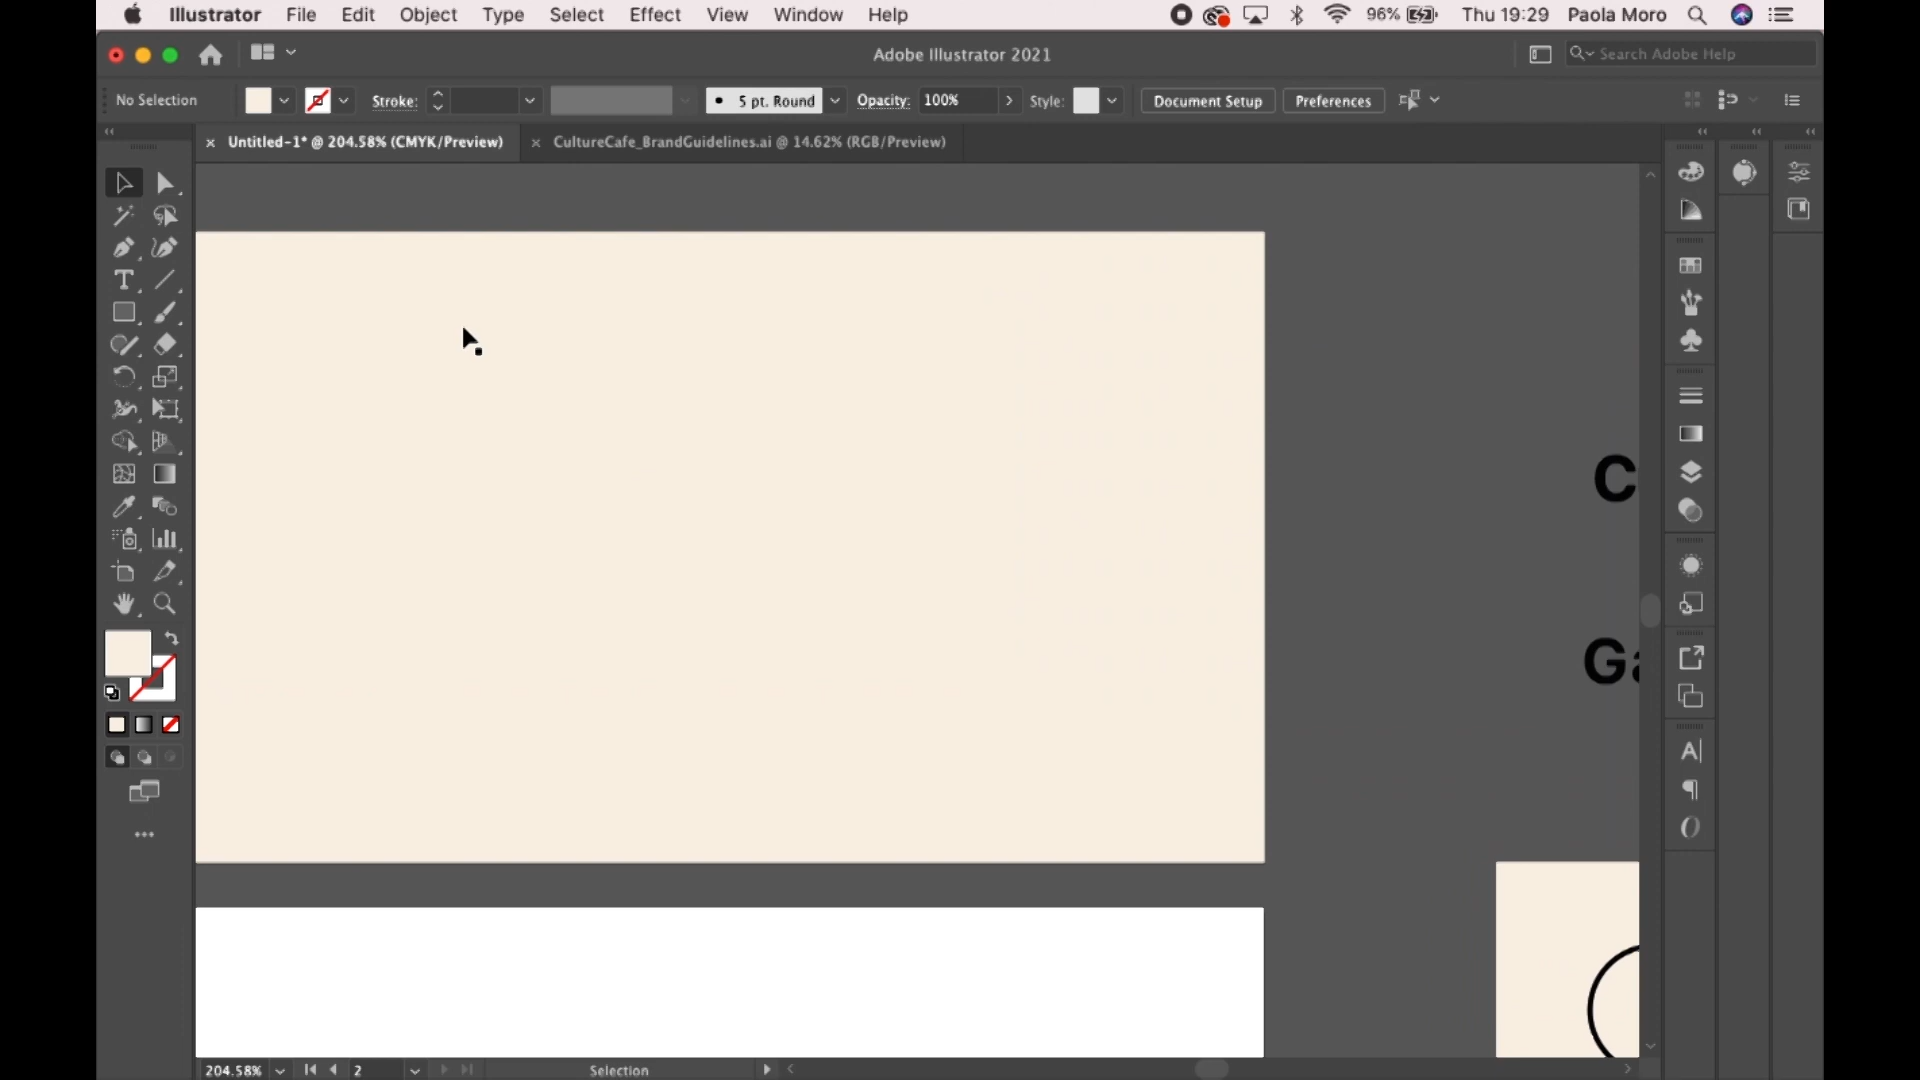 Illustrator File Edit Object Type Select Effect View Window Help 96% Thu 19:29 Paola Moro
Adobe Illustrator 2021 Search Adobe Help
No Selection Stroke: 5 pt. Round Opacity: 100% Style: Document Setup Preferences
Untitled-1* @ 204.58% (CMYK/Preview) CultureCafe_BrandGuidelines.ai @ 14.62% (RGB/Preview)
C
Ga
204.58% 2 Selection